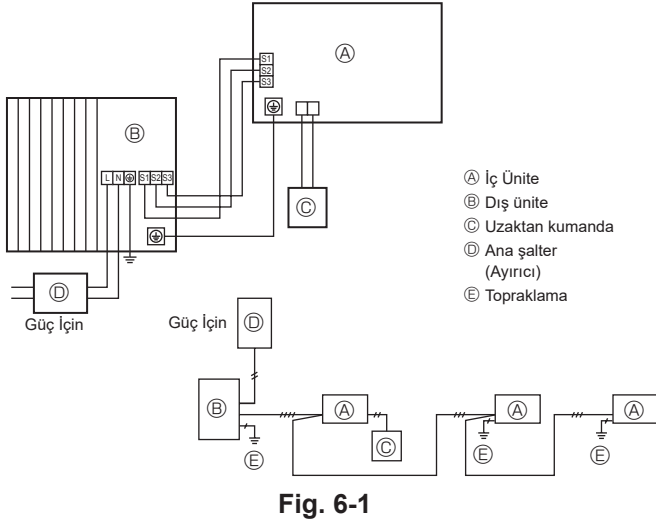 Ⓐ
S1
S2
S3
Ⓑ
L N S1 S2 S3
Ⓒ
Ⓓ
Güç İçin
Ⓐ İç Ünite
Ⓑ Dış ünite
Ⓒ Uzaktan kumanda
Ⓓ Ana şalter
(Ayırıcı)
Ⓔ Topraklama
Güç İçin Ⓓ
Ⓑ Ⓐ Ⓐ Ⓐ
Ⓒ
Ⓔ Ⓔ Ⓔ
Fig. 6-1